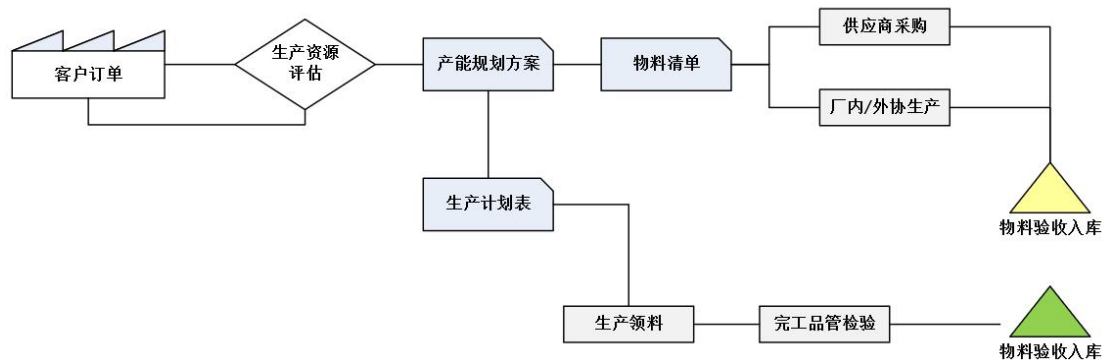 客户订单
生产资源
评估
产能规划方案
物料清单
供应商采购
厂内/外协生产
物料验收入库
生产计划表
生产领料
完工品管检验
物料验收入库